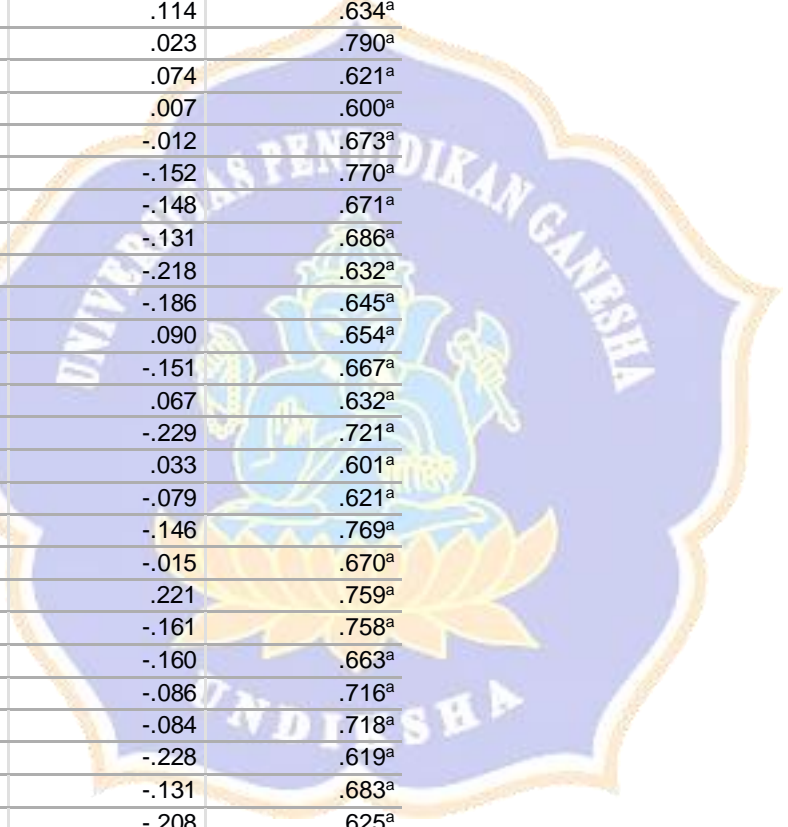 .114 .634ᵃ
.023 .790ᵃ
.074 .621ᵃ
.007 .600ᵃ
-.012 .673ᵃ
-.152 .770ᵃ
-.148 .671ᵃ
-.131 .686ᵃ
-.218 .632ᵃ
-.186 .645ᵃ
.090 .654ᵃ
-.151 .667ᵃ
.067 .632ᵃ
-.229 .721ᵃ
.033 .601ᵃ
-.079 .621ᵃ
-.146 .769ᵃ
-.015 .670ᵃ
.221 .759ᵃ
-.161 .758ᵃ
-.160 .663ᵃ
-.086 .716ᵃ
-.084 .718ᵃ
-.228 .619ᵃ
-.131 .683ᵃ
-.208 .625ᵃ
UNIVERSITAS PENDIDIKAN GANESHA
UNDIKSHA